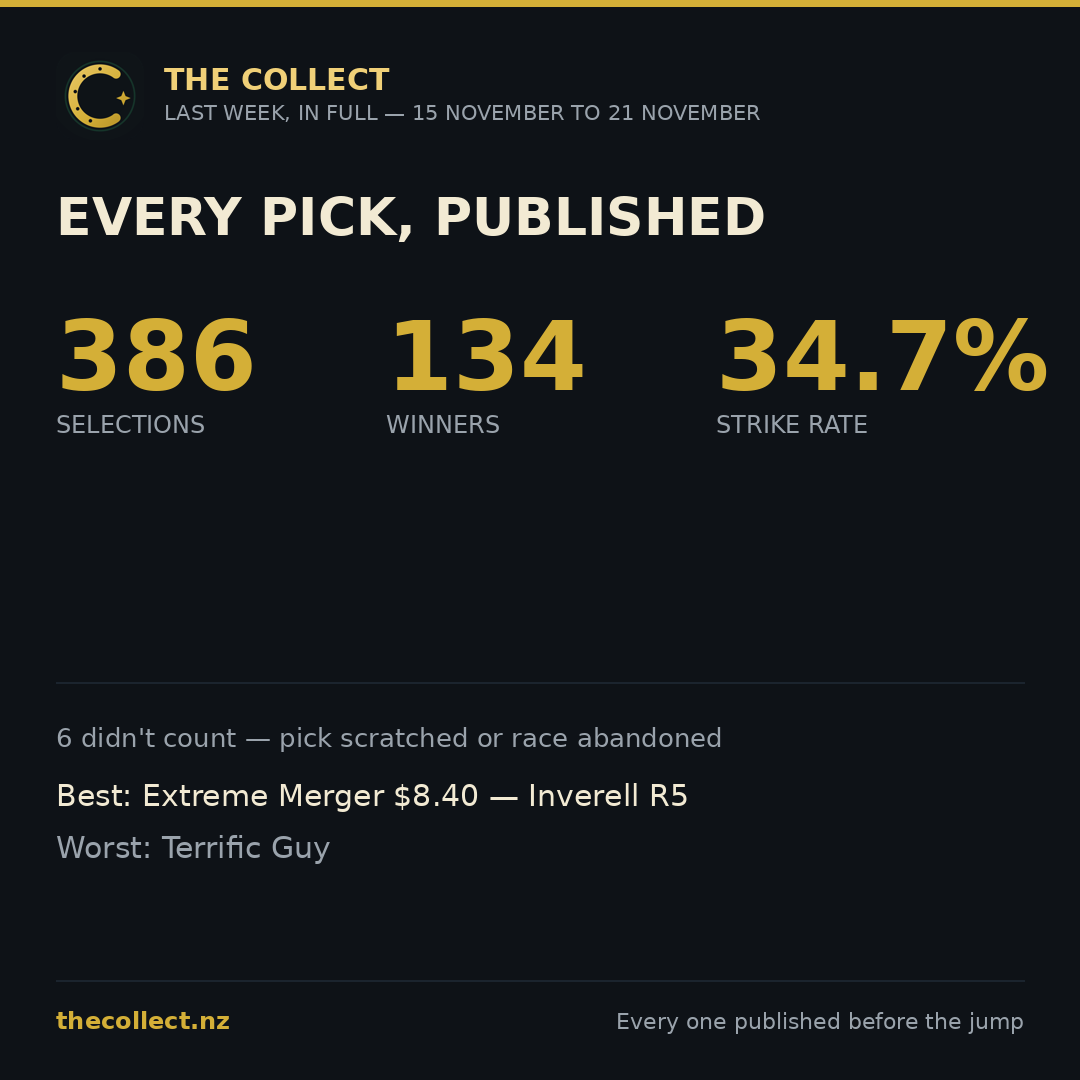 THE COLLECT
LAST WEEK, IN FULL — 15 NOVEMBER TO 21 NOVEMBER
EVERY PICK, PUBLISHED
386 134 34.7%
SELECTIONS WINNERS STRIKE RATE
6 didn't count — pick scratched or race abandoned
Best: Extreme Merger $8.40 — Inverell R5
Worst: Terrific Guy
thecollect.nz Every one published before the jump